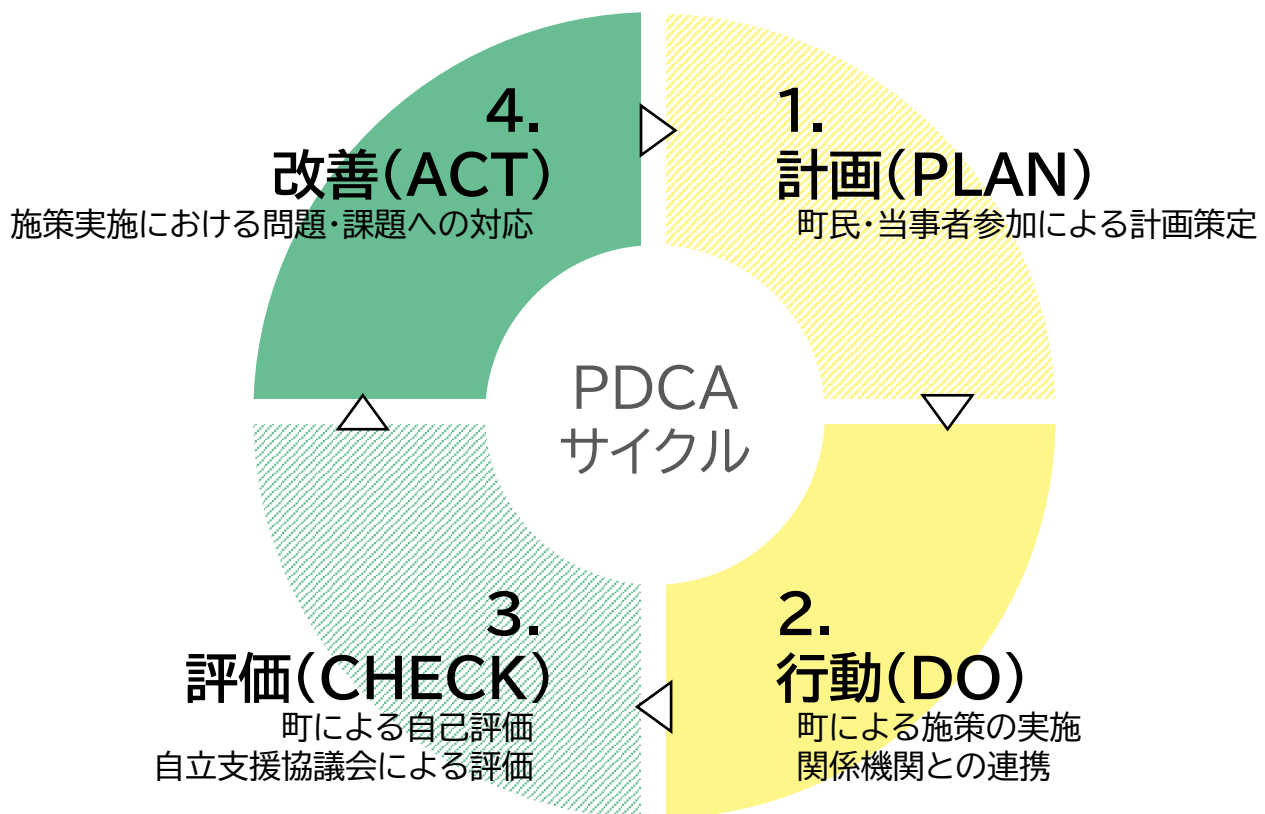 1.
計画(PLAN)
町民・当事者参加による計画策定
2.
行動(DO)
町による施策の実施
関係機関との連携
3.
評価(CHECK)
町による自己評価
自立支援協議会による評価
4.
改善(ACT)
施策実施における問題・課題への対応
PDCA
サイクル